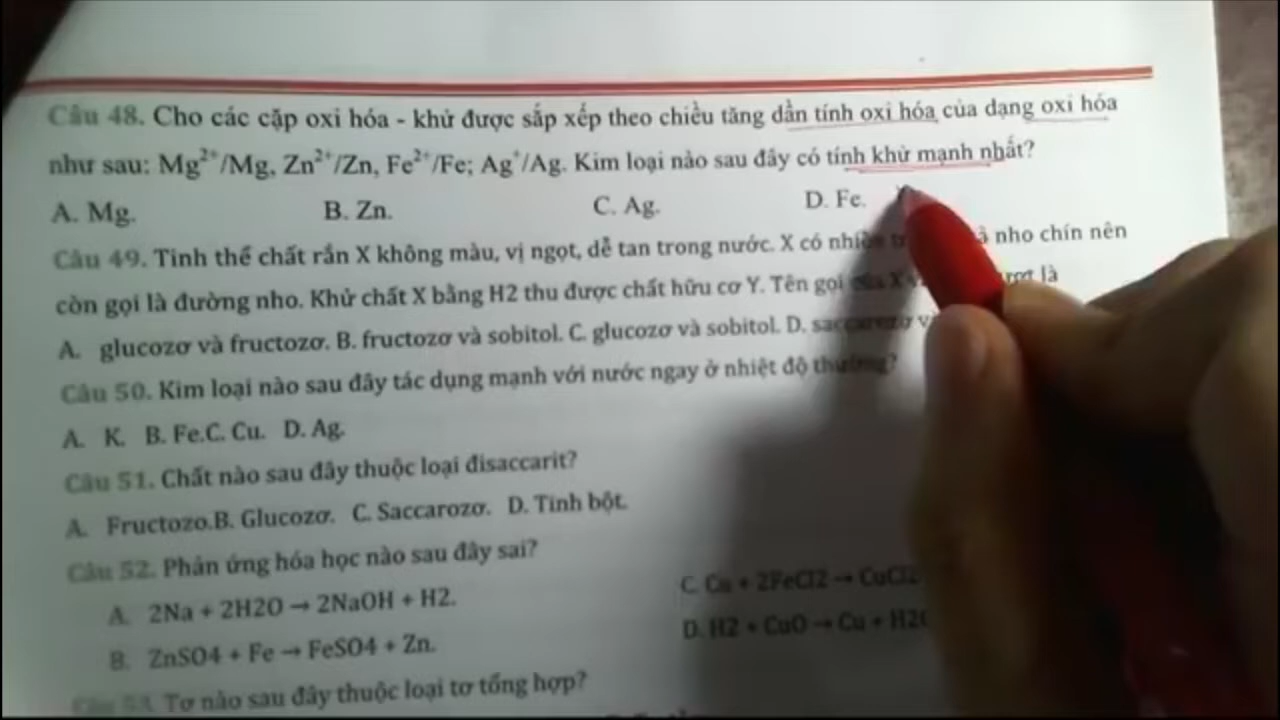 Câu 48. Cho các cặp oxi hóa - khử được sắp xếp theo chiều tăng dần tính oxi hóa của dạng oxi hóa
như sau: Mg²⁺/Mg, Zn²⁺/Zn, Fe²⁺/Fe; Ag⁺/Ag. Kim loại nào sau đây có tính khử mạnh nhất?
A. Mg. B. Zn. C. Ag. D. Fe.
Câu 49. Tinh thể chất rắn X không màu, vị ngọt, dễ tan trong nước. X có nho chín nên
còn gọi là đường nho. Khử chất X bằng H2 thu được chất hữu cơ Y. Tên gọi là
A. glucozơ và fructozơ. B. fructozơ và sobitol. C. glucozơ và sobitol. D.
Câu 50. Kim loại nào sau đây tác dụng mạnh với nước ngay ở nhiệt độ thường?
A. K. B. Fe.C. Cu. D. Ag.
Câu 51. Chất nào sau đây thuộc loại đisaccarit?
A. Fructozơ.B. Glucozơ. C. Saccarozơ. D. Tinh bột.
Câu 52. Phản ứng hóa học nào sau đây sai?
A. 2Na + 2H2O → 2NaOH + H2. C. + 2FeCl2 → CuCl2
B. ZnSO4 + Fe → FeSO4 + Zn. D. H2 + CuO → Cu +
Câu 53. Tơ nào sau đây thuộc loại tơ tổng hợp?